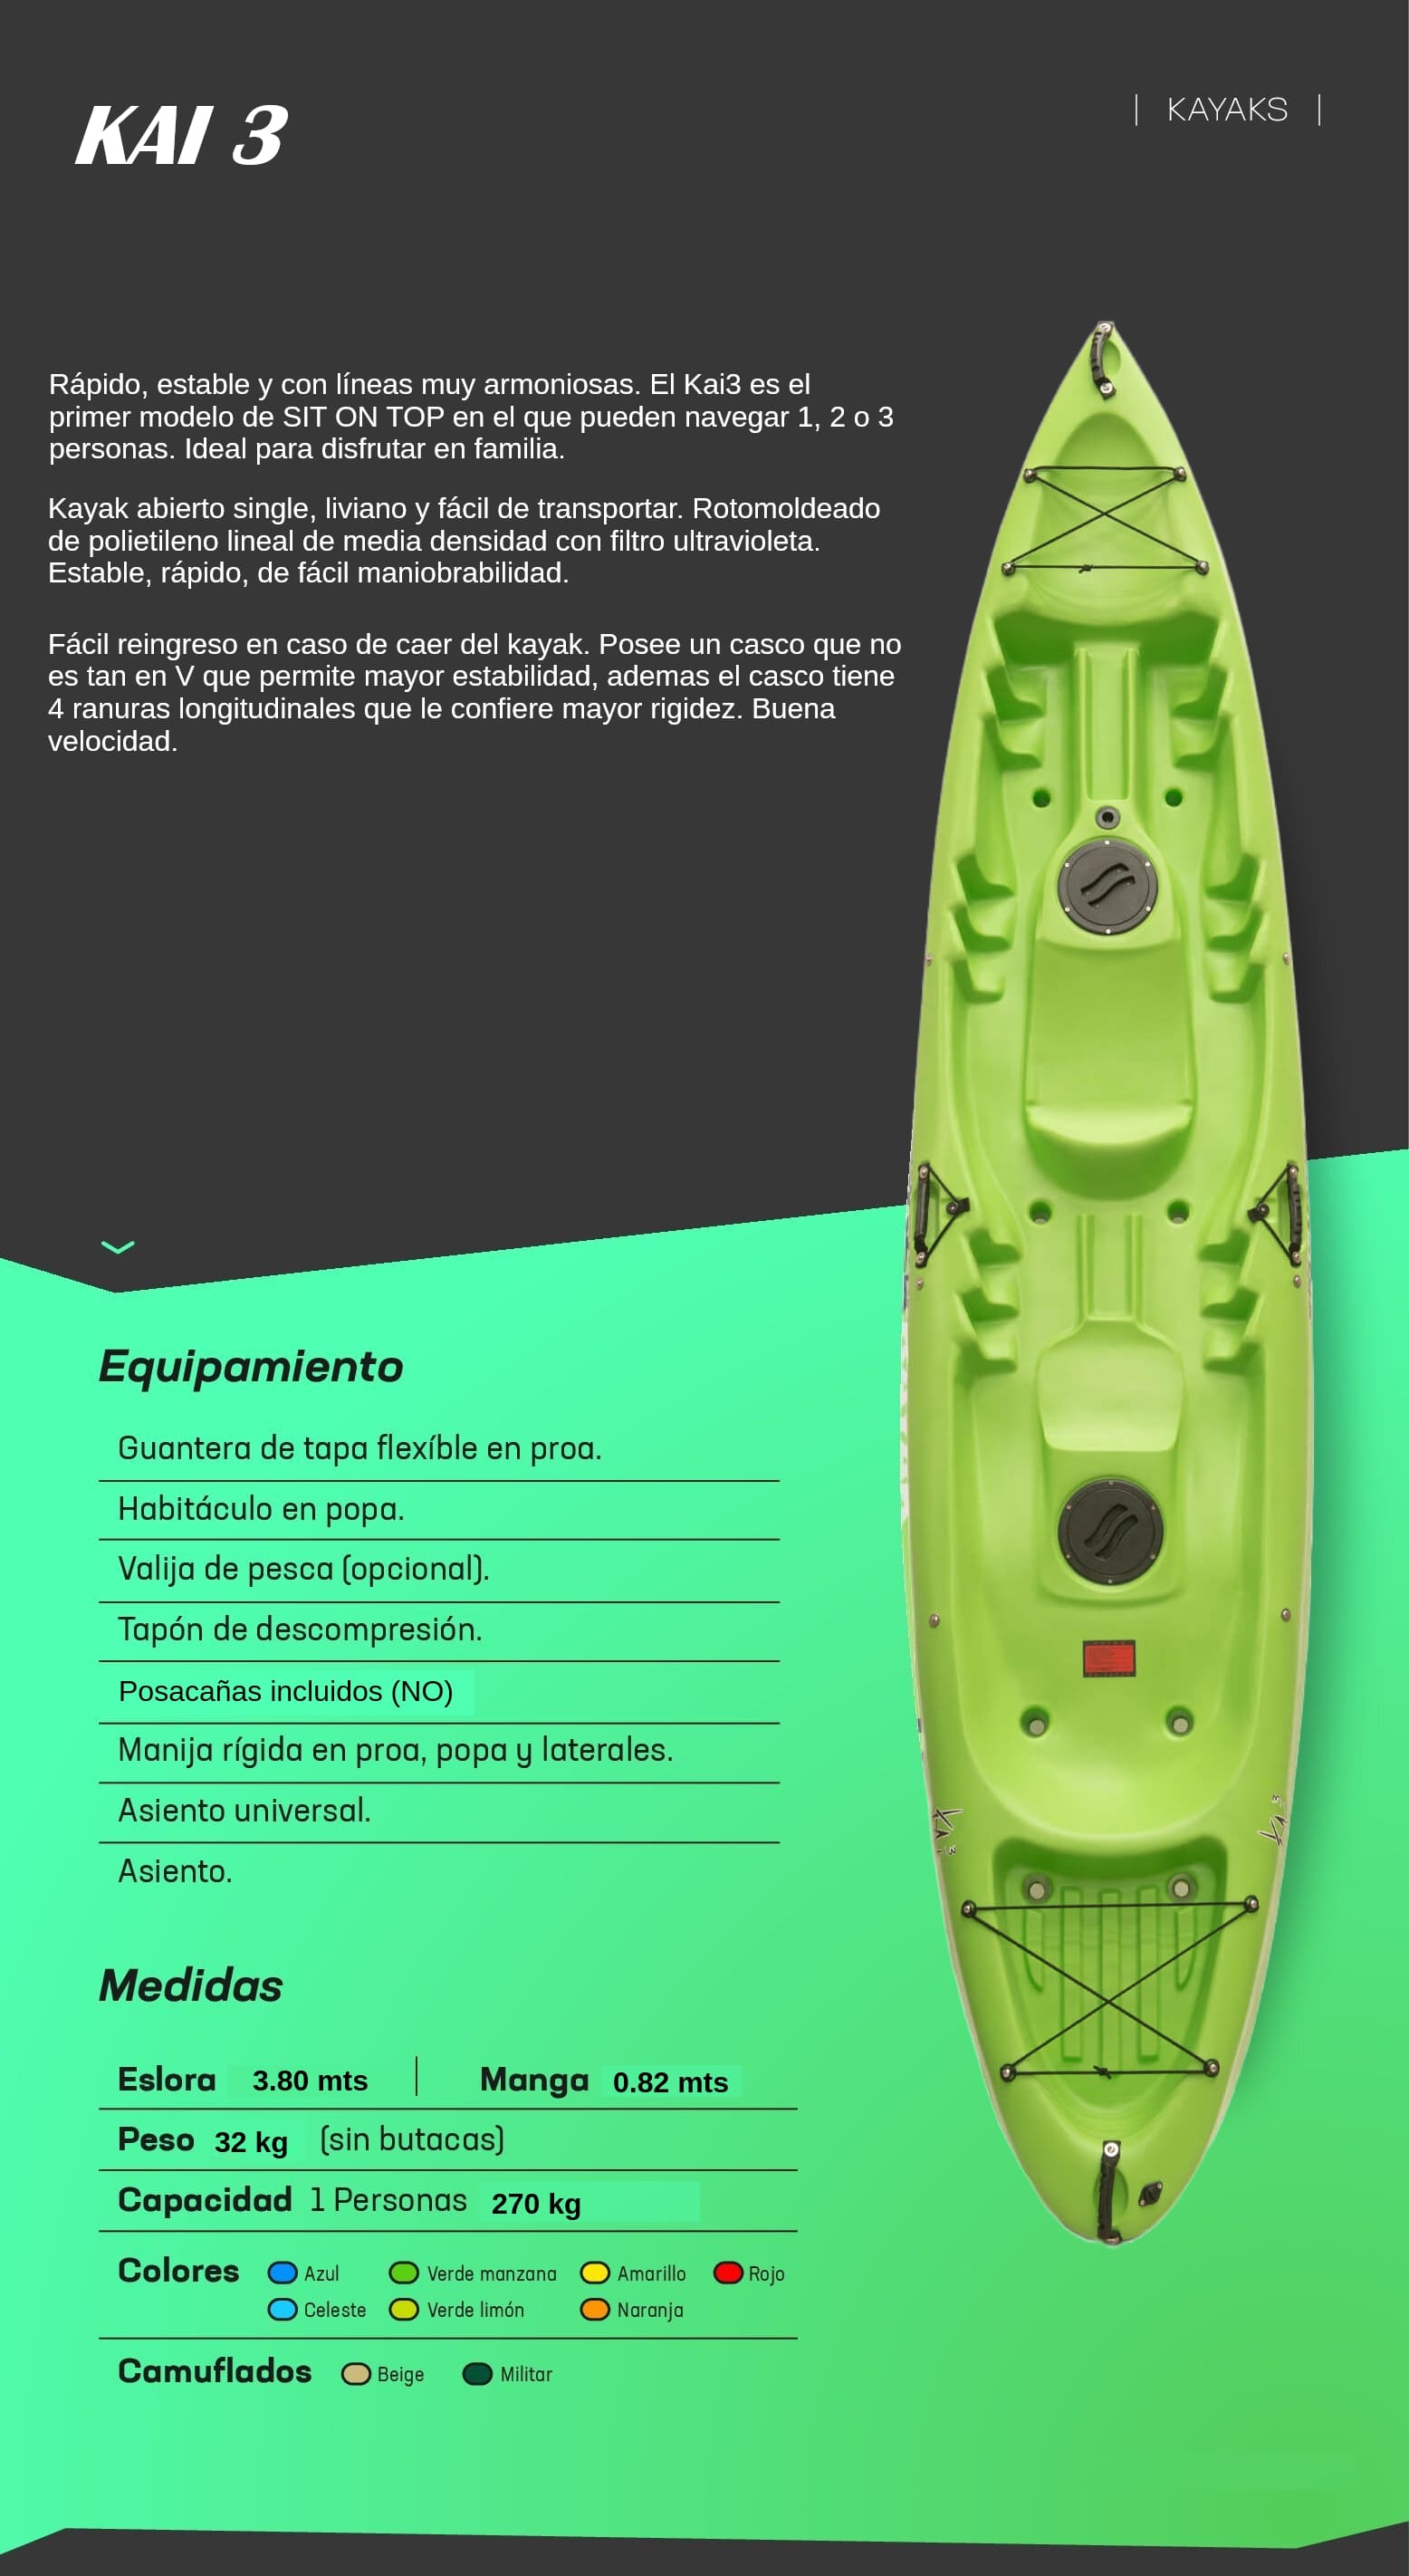 KAI 3
| KAYAKS |
Rápido, estable y con líneas muy armoniosas. El Kai3 es el
primer modelo de SIT ON TOP en el que pueden navegar 1, 2 o 3
personas. Ideal para disfrutar en familia.
Kayak abierto single, liviano y fácil de transportar. Rotomoldeado
de polietileno lineal de media densidad con filtro ultravioleta.
Estable, rápido, de fácil maniobrabilidad.
Fácil reingreso en caso de caer del kayak. Posee un casco que no
es tan en V que permite mayor estabilidad, ademas el casco tiene
4 ranuras longitudinales que le confiere mayor rigidez. Buena
velocidad.
Equipamiento
Guantera de tapa flexíble en proa.
Habitáculo en popa.
Valija de pesca (opcional).
Tapón de descompresión.
Posacañas incluidos (NO)
Manija rígida en proa, popa y laterales.
Asiento universal.
Asiento.
Medidas
Eslora 3.80 mts | Manga 0.82 mts
Peso 32 kg (sin butacas)
Capacidad 1 Personas 270 kg
Colores Azul Verde manzana Amarillo Rojo
Celeste Verde limón Naranja
Camuflados Beige Militar